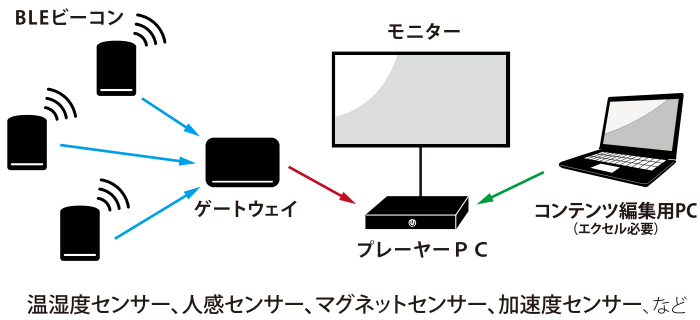 BLEビーコン
モニター
ゲートウェイ
プレーヤーPC
コンテンツ編集用PC
(エクセル必要)
温湿度センサー、人感センサー、マグネットセンサー、加速度センサー、など